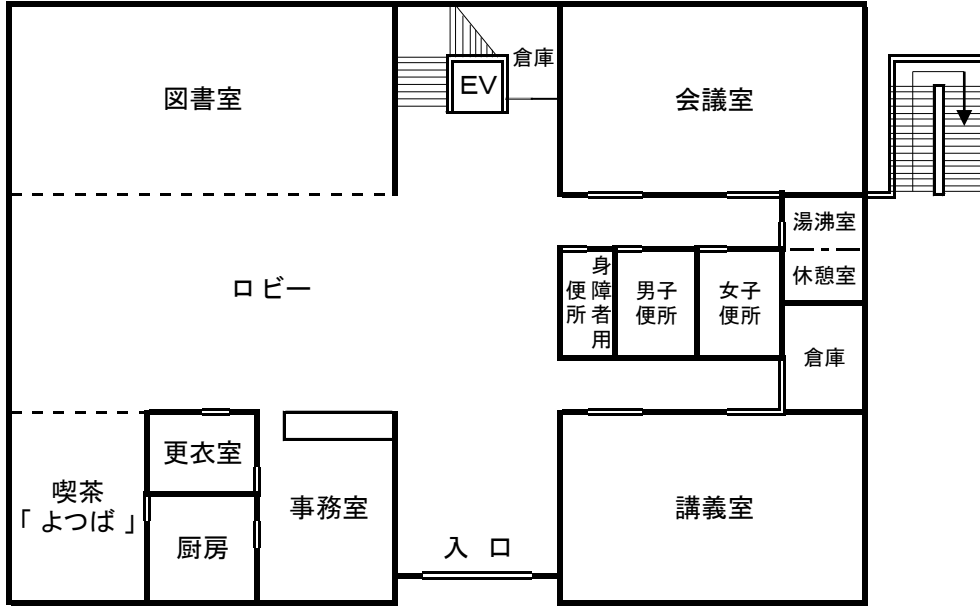 図書室
EV
倉庫
会議室
湯沸室
休憩室
ロビー
身障者用
便所
男子
便所
女子
便所
倉庫
更衣室
喫茶
「よつば」
厨房
事務室
講義室
入 口